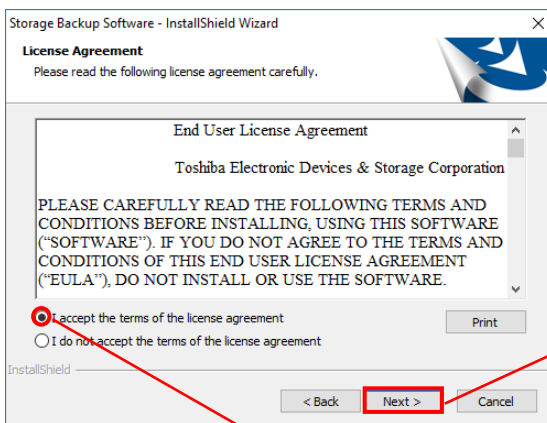 Storage Backup Software - InstallShield Wizard
License Agreement
Please read the following license agreement carefully.
End User License Agreement
Toshiba Electronic Devices & Storage Corporation
PLEASE CAREFULLY READ THE FOLLOWING TERMS AND
CONDITIONS BEFORE INSTALLING, USING THIS SOFTWARE
(“SOFTWARE”). IF YOU DO NOT AGREE TO THE TERMS AND
CONDITIONS OF THIS END USER LICENSE AGREEMENT
(“EULA”), DO NOT INSTALL OR USE THE SOFTWARE.
I accept the terms of the license agreement
Print
I do not accept the terms of the license agreement
InstallShield
< Back
Next >
Cancel